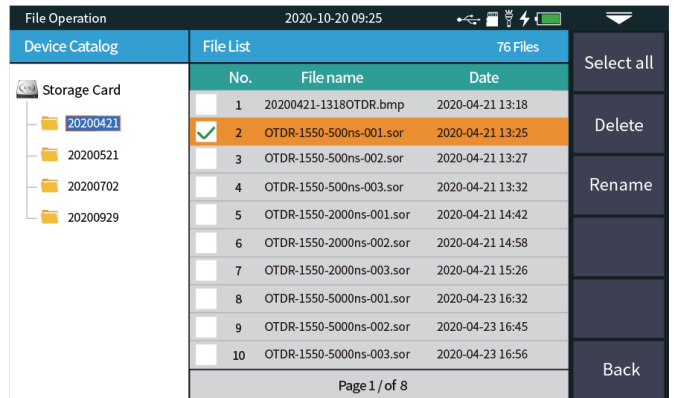 File Operation 2020-10-20 09:25
Device Catalog
Storage Card
20200421
20200521
20200702
20200929
File List 76 Files
No. File name Date
1 20200421-1318OTDR.bmp 2020-04-21 13:18
2 OTDR-1550-500ns-001.sor 2020-04-21 13:25
3 OTDR-1550-500ns-002.sor 2020-04-21 13:27
4 OTDR-1550-500ns-003.sor 2020-04-21 13:32
5 OTDR-1550-2000ns-001.sor 2020-04-21 14:42
6 OTDR-1550-2000ns-002.sor 2020-04-21 14:58
7 OTDR-1550-2000ns-003.sor 2020-04-21 15:26
8 OTDR-1550-5000ns-001.sor 2020-04-23 16:32
9 OTDR-1550-5000ns-002.sor 2020-04-23 16:45
10 OTDR-1550-5000ns-003.sor 2020-04-23 16:56
Page 1 / of 8
Select all
Delete
Rename
Back